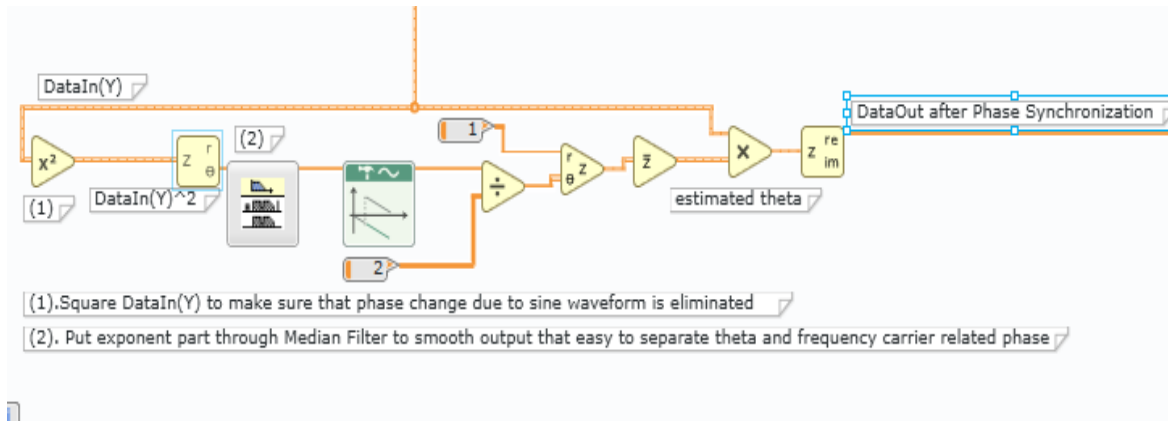 DataIn(Y)
DataOut after Phase Synchronization
(2)
1
x²
z
r
θ
r
θ
z
z̄
×
z
re
im
÷
(1)
DataIn(Y)^2
estimated theta
2
(1).Square DataIn(Y) to make sure that phase change due to sine waveform is eliminated
(2). Put exponent part through Median Filter to smooth output that easy to separate theta and frequency carrier related phase